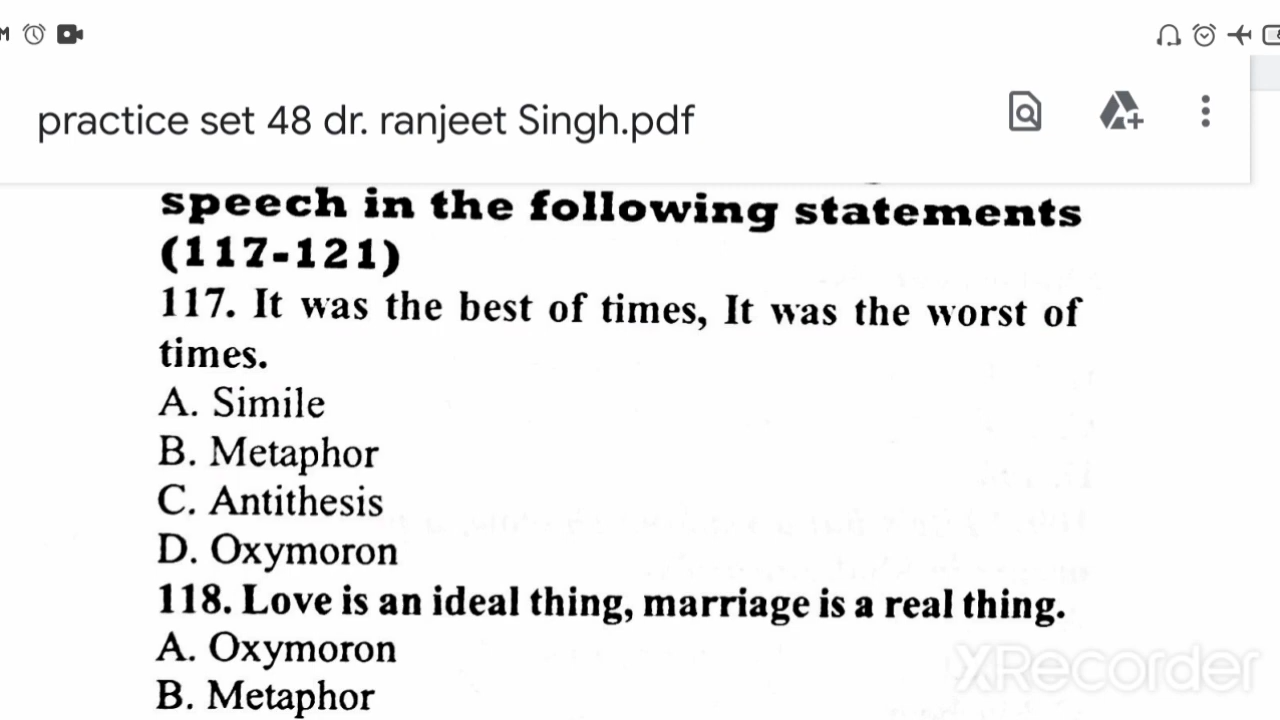 M
practice set 48 dr. ranjeet Singh.pdf
speech in the following statements
(117-121)
117. It was the best of times, It was the worst of
times.
A. Simile
B. Metaphor
C. Antithesis
D. Oxymoron
118. Love is an ideal thing, marriage is a real thing.
A. Oxymoron
B. Metaphor
XRecorder